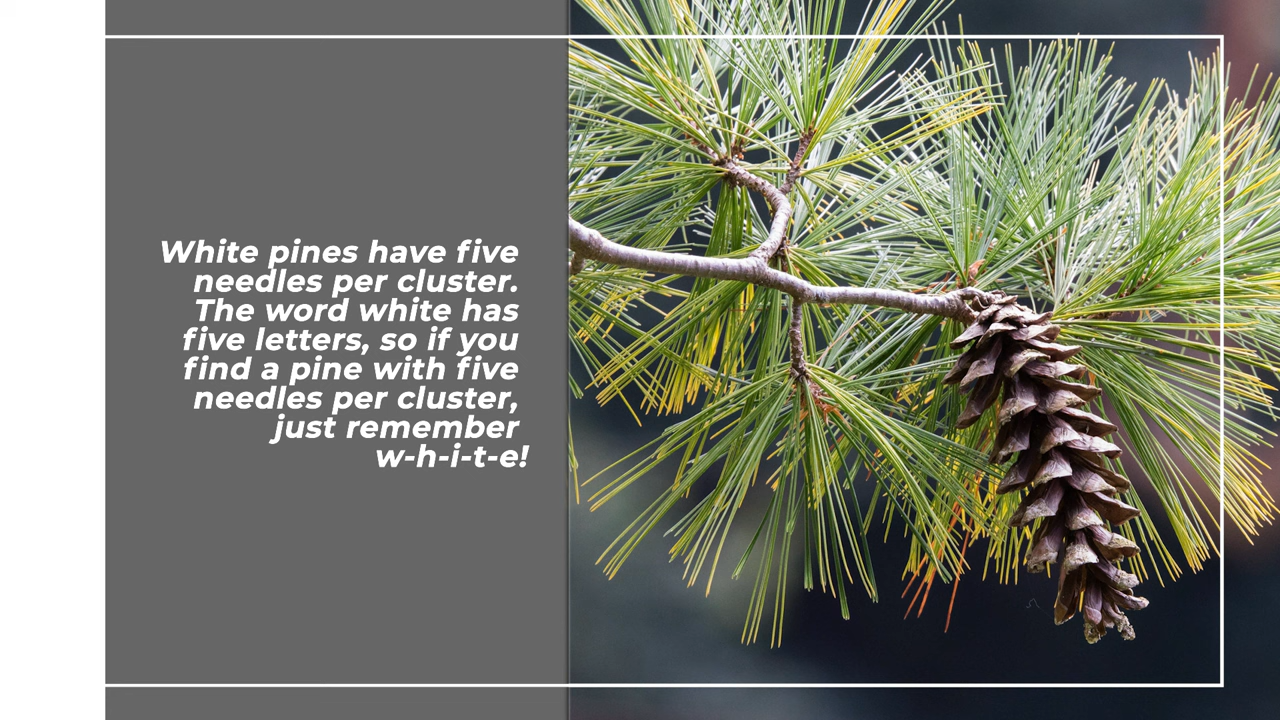 White pines have five
needles per cluster.
The word white has
five letters, so if you
find a pine with five
needles per cluster,
just remember
w-h-i-t-e!